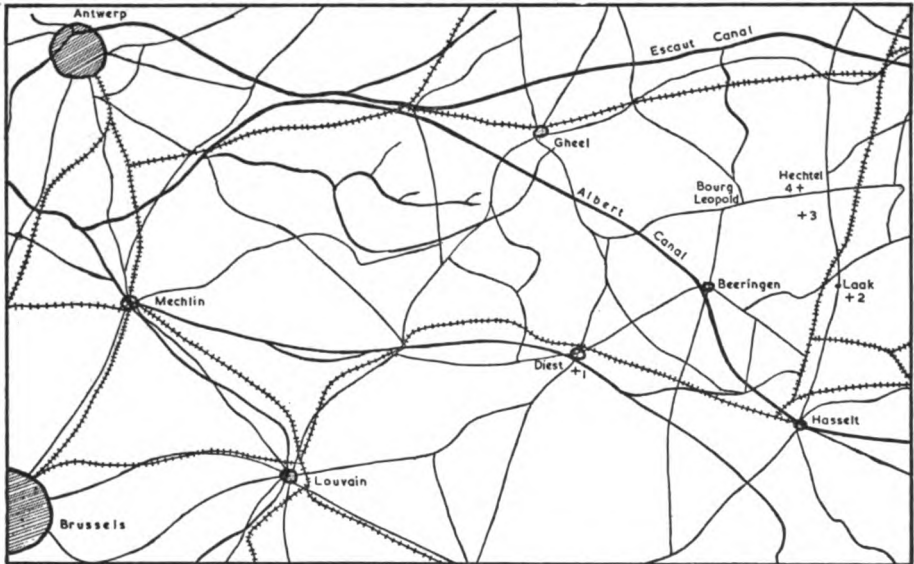 Antwerp
Escaut Canal
Gheel
Hechtel
4+
Bourg
Leopold
+3
Albert
Canal
Beeringen
Laak
+2
Mechlin
Diest
+1
Hasselt
Louvain
Brussels